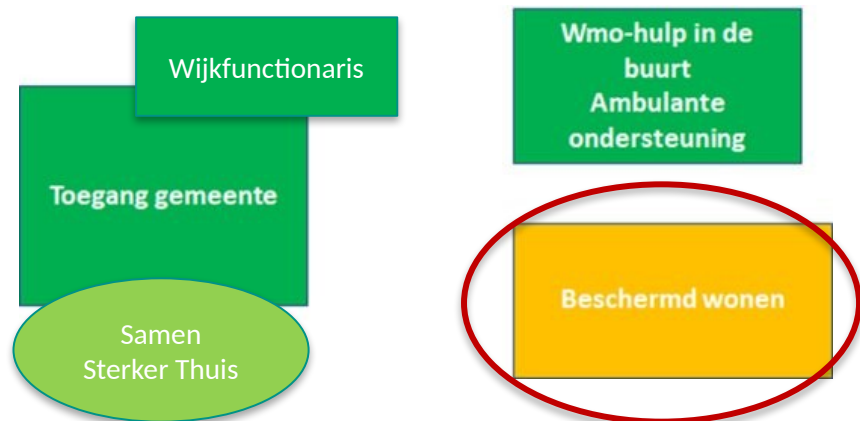 Wijkfunctionaris
Toegang gemeente
Samen
Sterker Thuis
Wmo-hulp in de
buurt
Ambulante
ondersteuning
Beschermd wonen